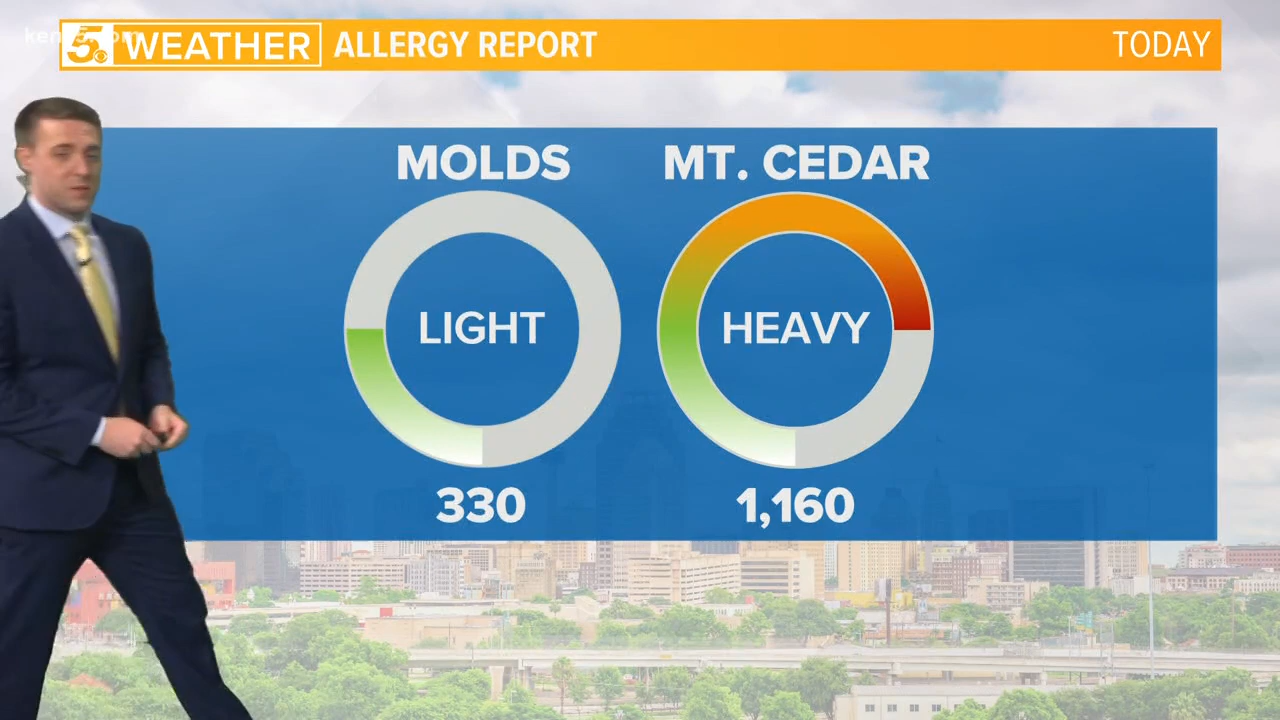 5 WEATHER ALLERGY REPORT TODAY
MOLDS MT. CEDAR
LIGHT HEAVY
330 1,160